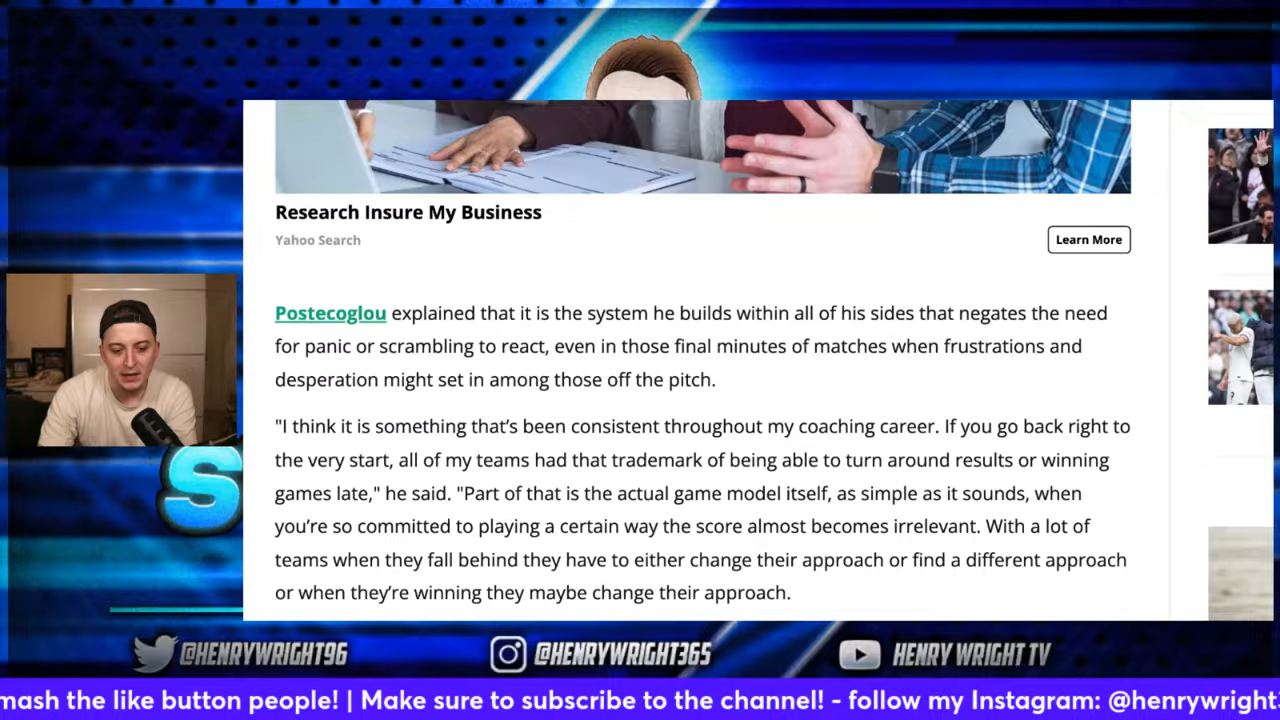 Research Insure My Business
Yahoo Search
Learn More
Postecoglou explained that it is the system he builds within all of his sides that negates the need
for panic or scrambling to react, even in those final minutes of matches when frustrations and
desperation might set in among those off the pitch.
"I think it is something that’s been consistent throughout my coaching career. If you go back right to
the very start, all of my teams had that trademark of being able to turn around results or winning
games late," he said. "Part of that is the actual game model itself, as simple as it sounds, when
you’re so committed to playing a certain way the score almost becomes irrelevant. With a lot of
teams when they fall behind they have to either change their approach or find a different approach
or when they’re winning they maybe change their approach.
S
@HENRYWRIGHT96
@HENRYWRIGHT365
HENRY WRIGHT TV
mash the like button people! | Make sure to subscribe to the channel! - follow my Instagram: @henrywright